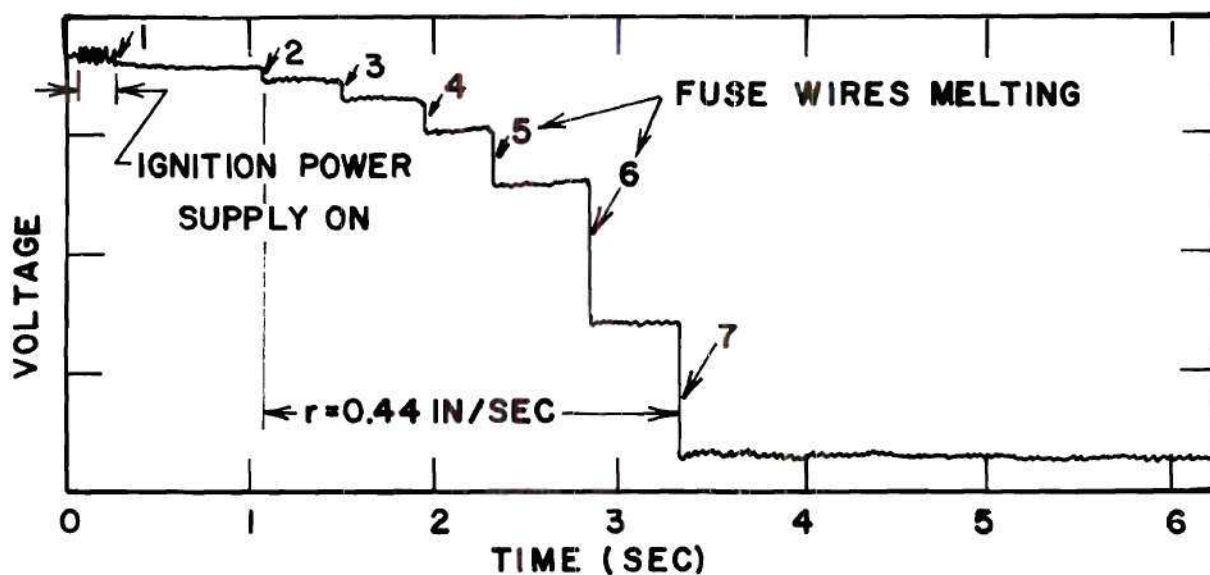 1
2
3
4
5
6
7
FUSE WIRES MELTING
IGNITION POWER
SUPPLY ON
r=0.44 IN/SEC
VOLTAGE
0 1 2 3 4 5 6
TIME (SEC)